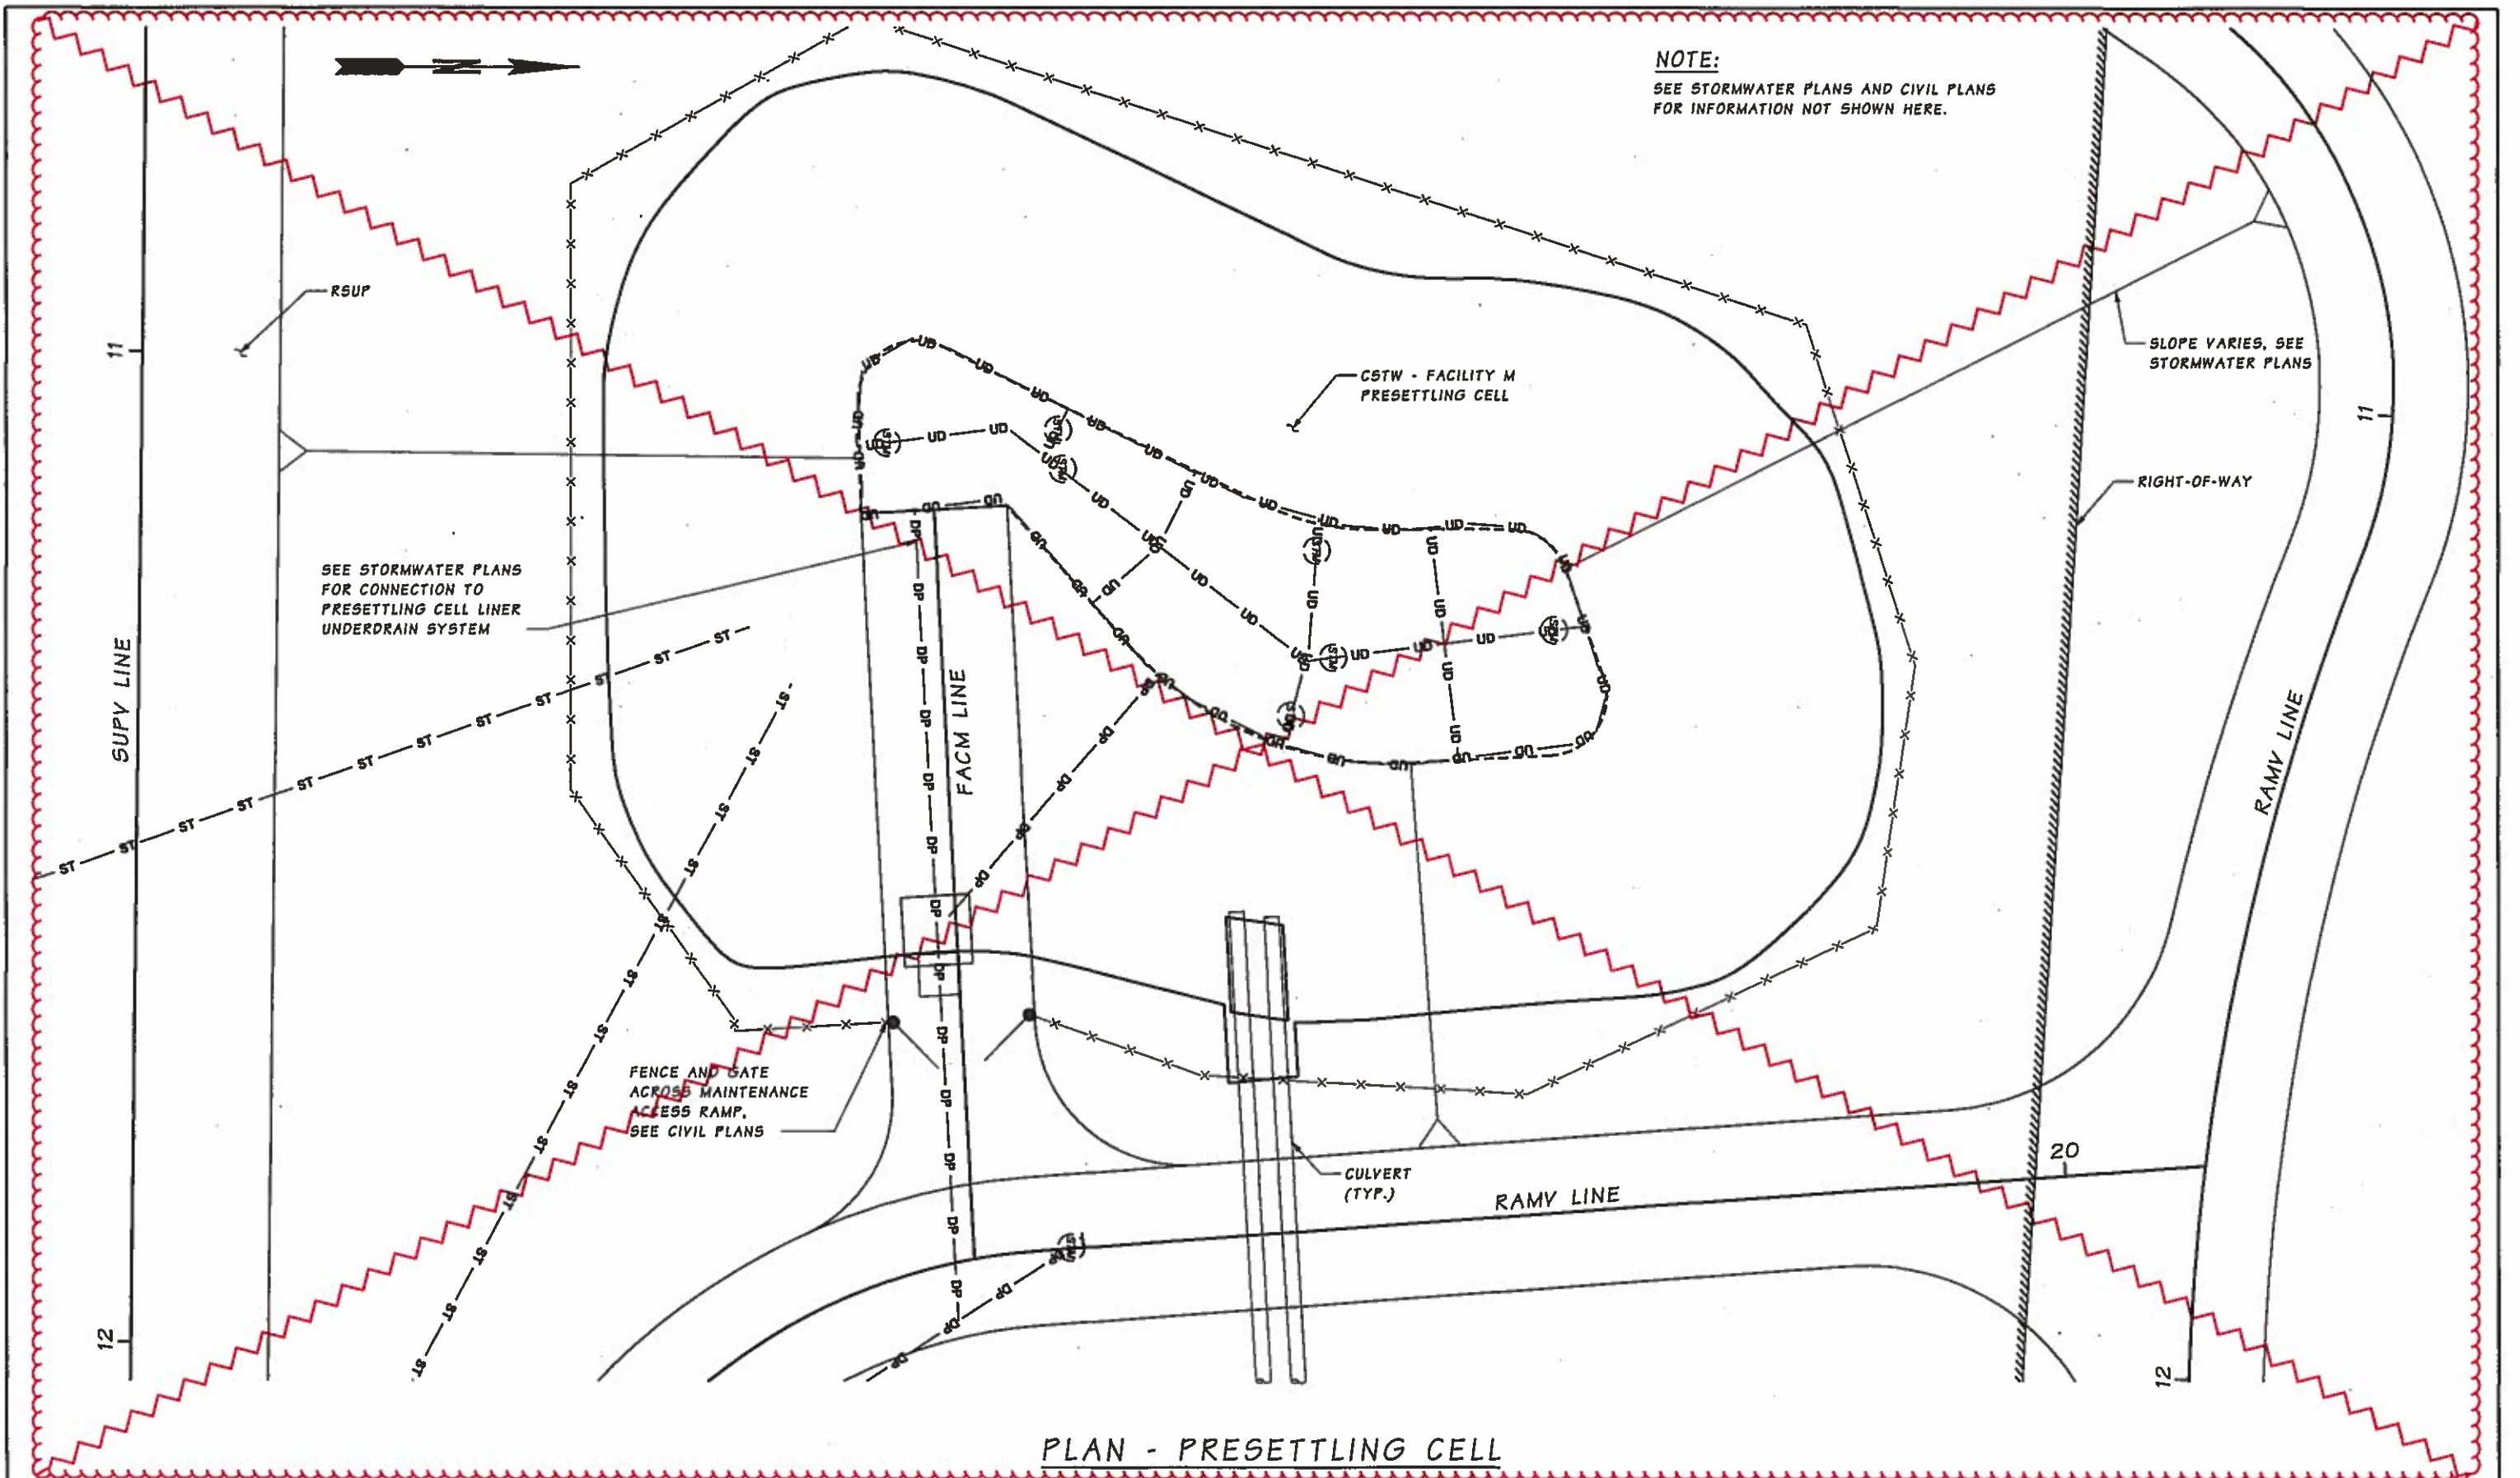 N
NOTE:
SEE STORMWATER PLANS AND CIVIL PLANS
FOR INFORMATION NOT SHOWN HERE.
RSUP
11
CSTW - FACILITY M
PRESETTLING CELL
SLOPE VARIES, SEE
STORMWATER PLANS
11
RIGHT-OF-WAY
SEE STORMWATER PLANS
FOR CONNECTION TO
PRESETTLING CELL LINER
UNDERDRAIN SYSTEM
SUPV LINE
FACM LINE
RAMV LINE
FENCE AND GATE
ACROSS MAINTENANCE
ACCESS RAMP,
SEE CIVIL PLANS
CULVERT
(TYP.)
RAMV LINE
20
12
12
UD
ST
DP
PLAN - PRESETTLING CELL